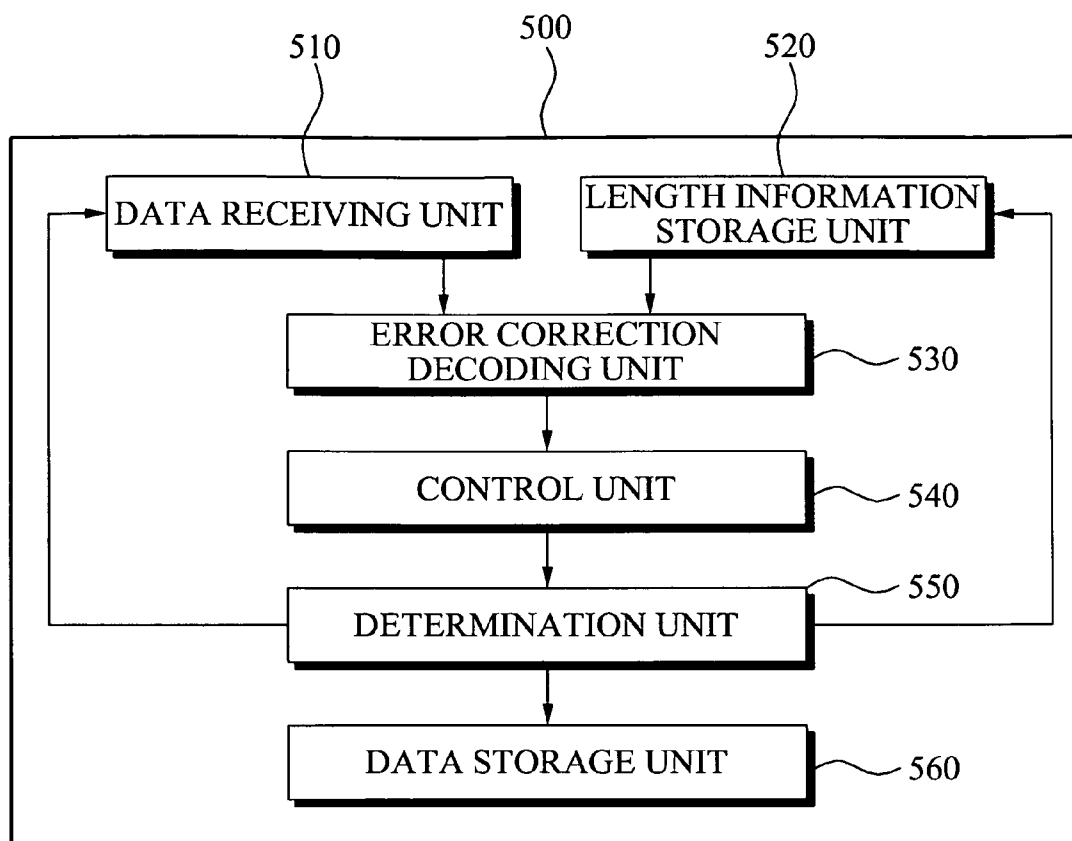 510
500
520
DATA RECEIVING UNIT
LENGTH INFORMATION
STORAGE UNIT
ERROR CORRECTION
DECODING UNIT
530
CONTROL UNIT
540
550
DETERMINATION UNIT
DATA STORAGE UNIT
560